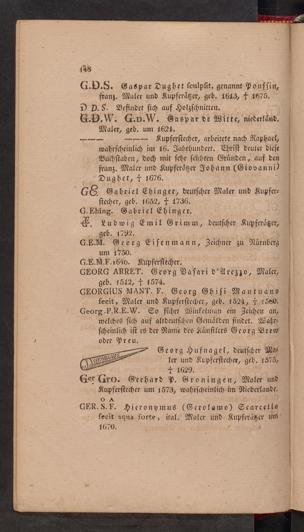 148
G.D.S. Gaspar Dughet sculpsit, genannt Poussin,
franz. Maler und Kupferätzer, geb. 1613, † 1675.
D D S. Befindet sich auf Holzschnitten.
G.D.W. G.D.W. Gaspar de Witte, niederländ.
Maler, geb. um 1621.
——— ——— Kupferstecher, arbeitete nach Raphael,
wahrscheinlich im 16. Jahrhundert. Christ deutet diese
Buchstaben, doch mit sehr seichten Gründen, auf den
franz. Maler und Kupferätzer Johann (Giovanni)
Dughet, † 1676.
GE Gabriel Ehinger, deutscher Maler und Kupfer-
stecher, geb. 1652, † 1736.
G. Ehing. Gabriel Ehinger.
Ludwig Emil Grimm, deutscher Kupferätzer,
geb. 1792.
G.E.M. Georg Eisenmann, Zeichner zu Nürnberg
um 1750.
G.E.M.F. 1640. Kupferstecher.
GEORG ARRET. Georg Vasari d'Arezzo, Maler,
geb. 1512, † 1574.
GEORGIUS MANT. F. Georg Ghisi Mantuano
fecit, Maler und Kupferstecher, geb. 1524, † 1580.
Georg .P.R.E.W. So führt Winkelman ein Zeichen an,
welches sich auf altdeutschen Gemälden findet. Wahr-
scheinlich ist es der Name des Künstlers Georg Brew
oder Preu.
Georg Hufnagel, deutscher Ma-
ler und Kupferstecher, geb. 1575,
† 1629.
Ger Gro. Gerhard P. Groningen, Maler und
Kupferstecher um 1573, wahrscheinlich im Niederlande.
O A
GER. S. F. Hieronymus (Gerolamo) Scarcello
fecit aqua forte, ital. Maler und Kupferätzer um
1670.